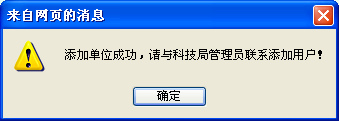 来自网页的消息
添加单位成功，请与科技局管理员联系添加用户！
确定